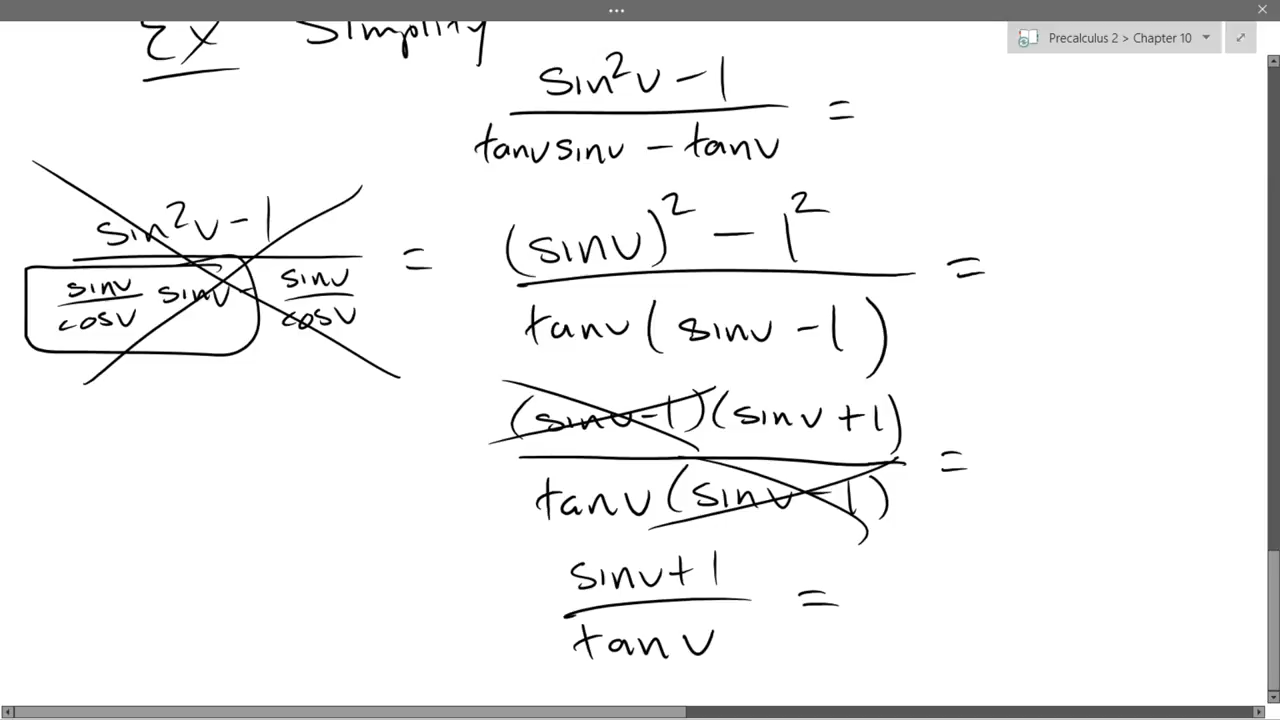 Precalculus 2 > Chapter 10
Ex Simplify
sin²v - 1
tanv sinv - tanv
=
sin²v - 1
sinv/cosv sinv - sinv/cosv
=
(sinv)² - 1²
tanv (sinv - 1)
=
(sinv-1)(sinv+1)
tanv (sinv-1)
=
sinv+1
tan v
=